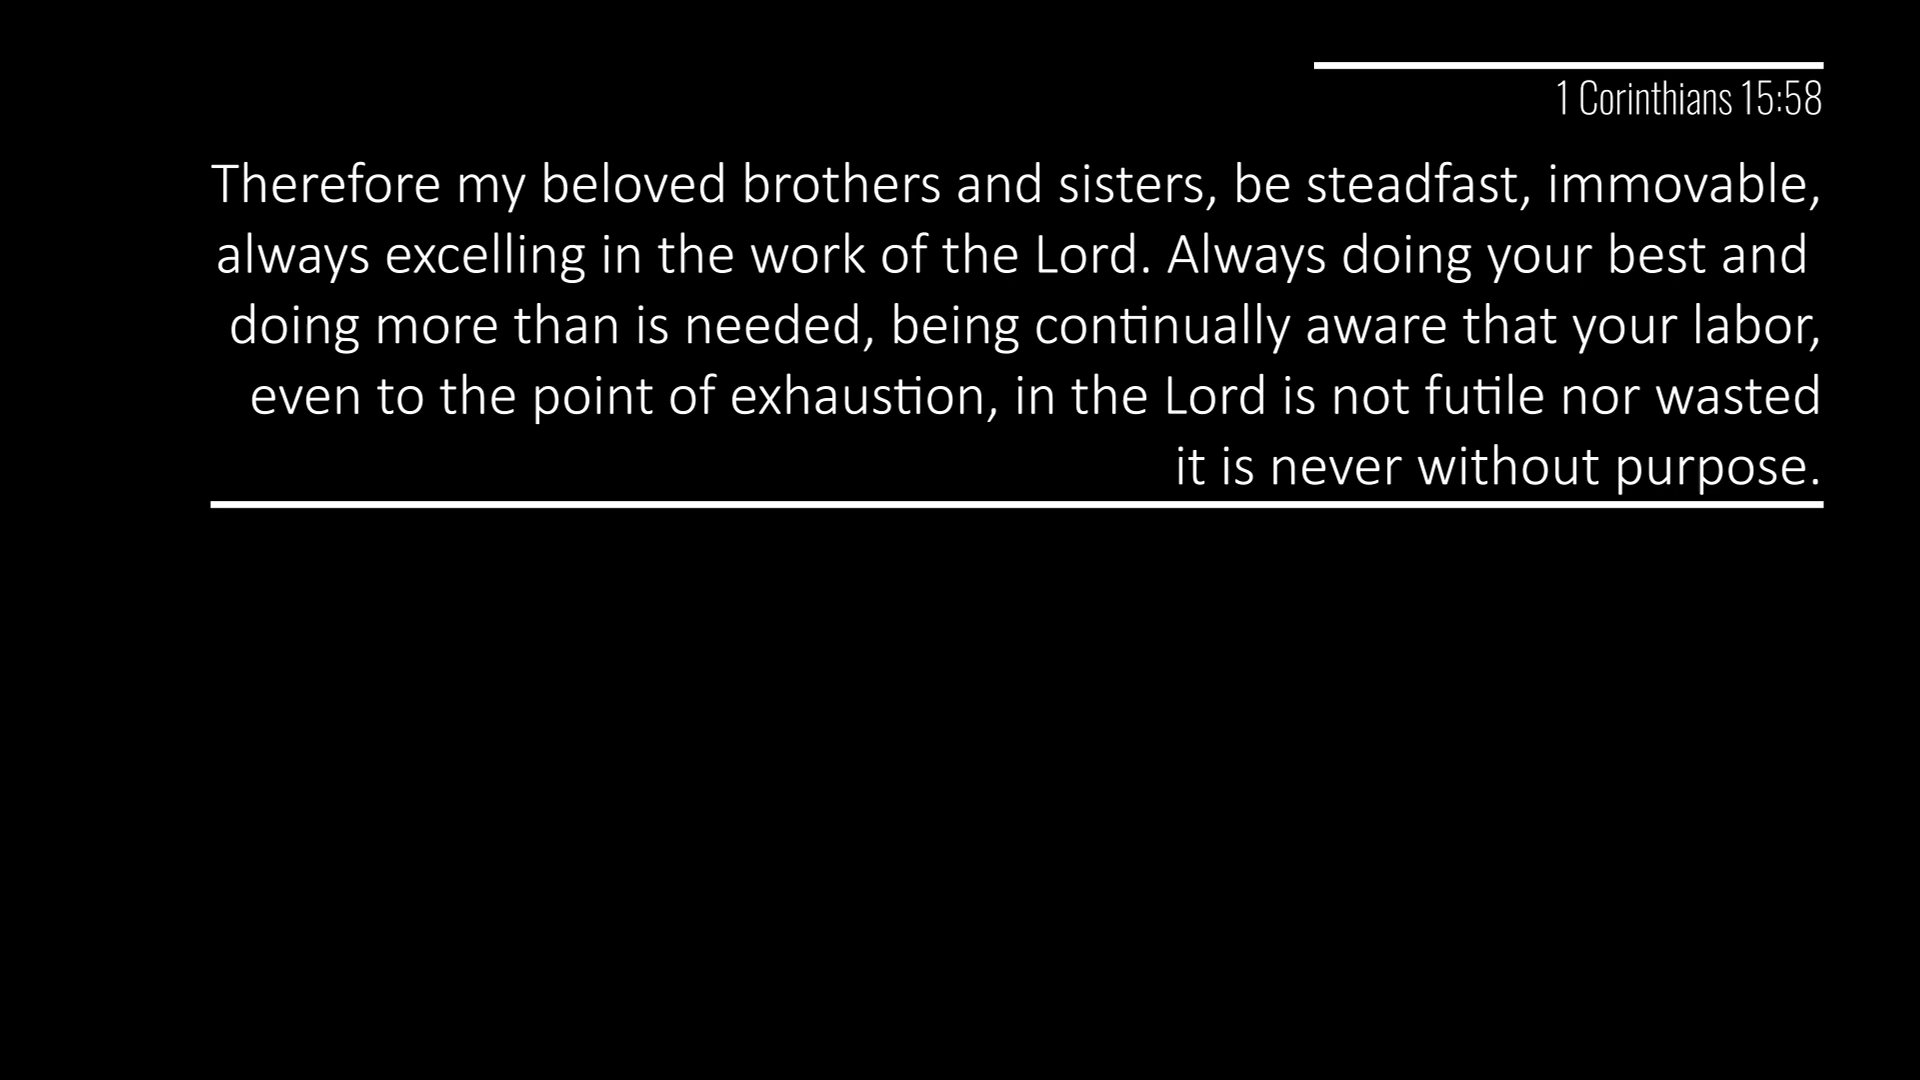 1 Corinthians 15:58
Therefore my beloved brothers and sisters, be steadfast, immovable,
always excelling in the work of the Lord. Always doing your best and
doing more than is needed, being continually aware that your labor,
even to the point of exhaustion, in the Lord is not futile nor wasted
it is never without purpose.